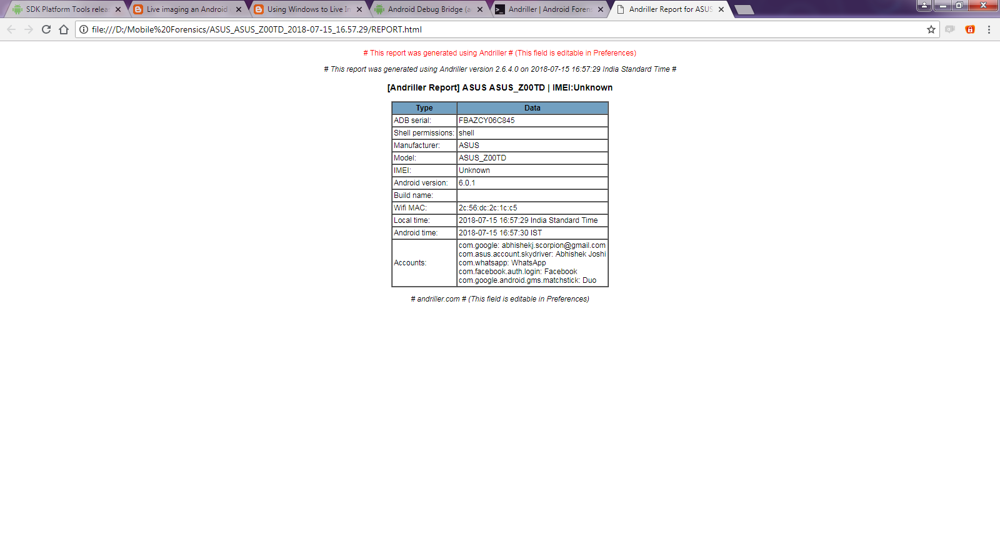 SDK Platform Tools relea
Live imaging an Android
Using Windows to Live In
Android Debug Bridge (a
Andriller | Android Foren
Andriller Report for ASUS
file:///D:/Mobile%20Forensics/ASUS_ASUS_Z00TD_2018-07-15_16.57.29/REPORT.html
# This report was generated using Andriller # (This field is editable in Preferences)
# This report was generated using Andriller version 2.6.4.0 on 2018-07-15 16:57:29 India Standard Time #
[Andriller Report] ASUS ASUS_Z00TD | IMEI:Unknown
Type Data
ADB serial: FBAZCY06C845
Shell permissions: shell
Manufacturer: ASUS
Model: ASUS_Z00TD
IMEI: Unknown
Android version: 6.0.1
Build name:
Wifi MAC: 2c:56:dc:2c:1c:c5
Local time: 2018-07-15 16:57:29 India Standard Time
Android time: 2018-07-15 16:57:30 IST
Accounts:
com.google: abhishekj.scorpion@gmail.com
com.asus.account.skydriver: Abhishek Joshi
com.whatsapp: WhatsApp
com.facebook.auth.login: Facebook
com.google.android.gms.matchstick: Duo
# andriller.com # (This field is editable in Preferences)